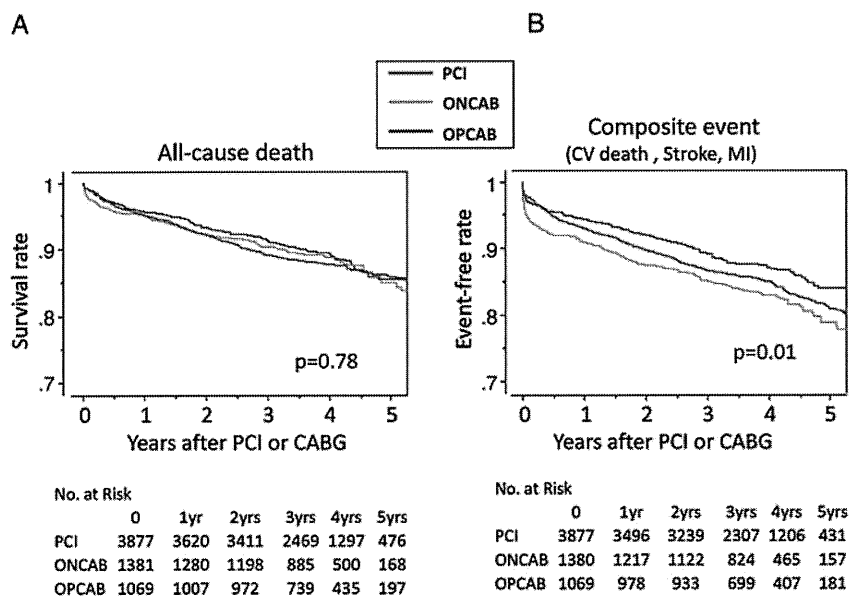 A
B
PCI
ONCAB
OPCAB
All-cause death
Composite event
(CV death , Stroke, MI)
Survival rate
1
.9
.8
.7
p=0.78
0 1 2 3 4 5
Years after PCI or CABG
Event-free rate
1
.9
.8
.7
p=0.01
0 1 2 3 4 5
Years after PCI or CABG
No. at Risk
0 1yr 2yrs 3yrs 4yrs 5yrs
PCI 3877 3620 3411 2469 1297 476
ONCAB 1381 1280 1198 885 500 168
OPCAB 1069 1007 972 739 435 197
No. at Risk
0 1yr 2yrs 3yrs 4yrs 5yrs
PCI 3877 3496 3239 2307 1206 431
ONCAB 1380 1217 1122 824 465 157
OPCAB 1069 978 933 699 407 181